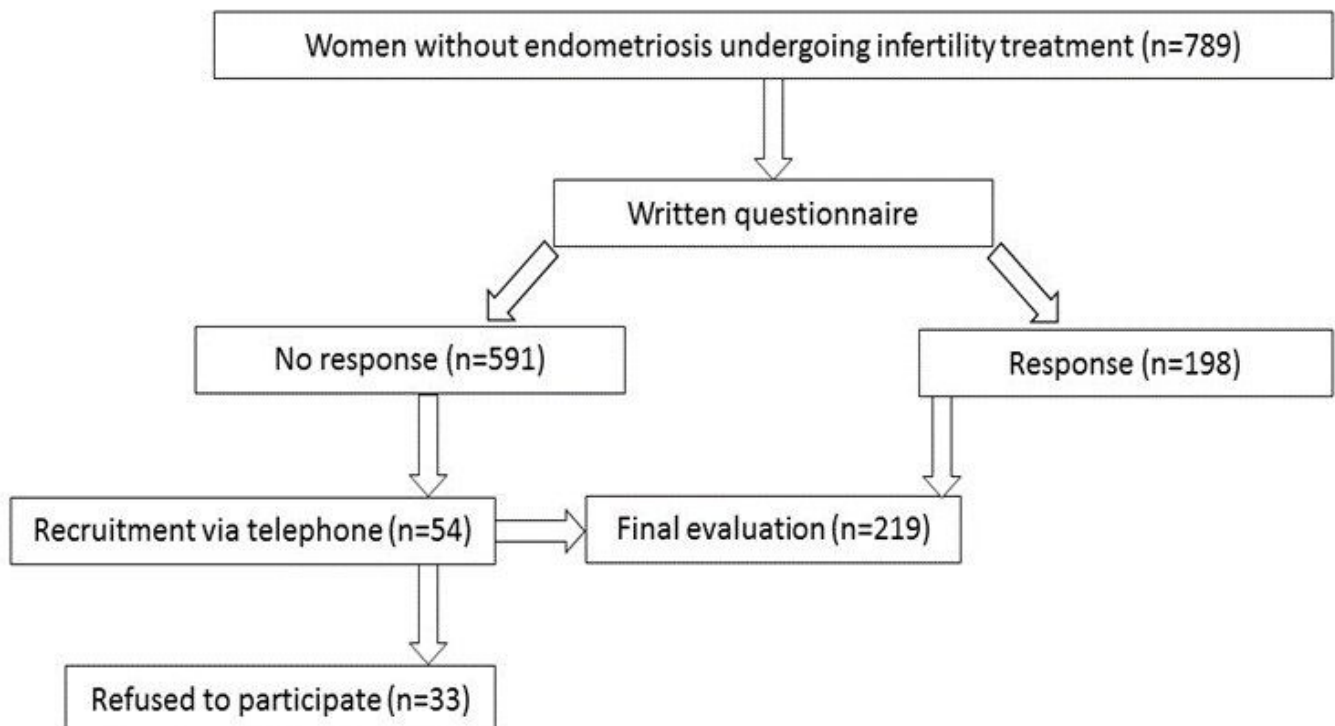 Women without endometriosis undergoing infertility treatment (n=789)
Written questionnaire
No response (n=591)
Response (n=198)
Recruitment via telephone (n=54)
Final evaluation (n=219)
Refused to participate (n=33)